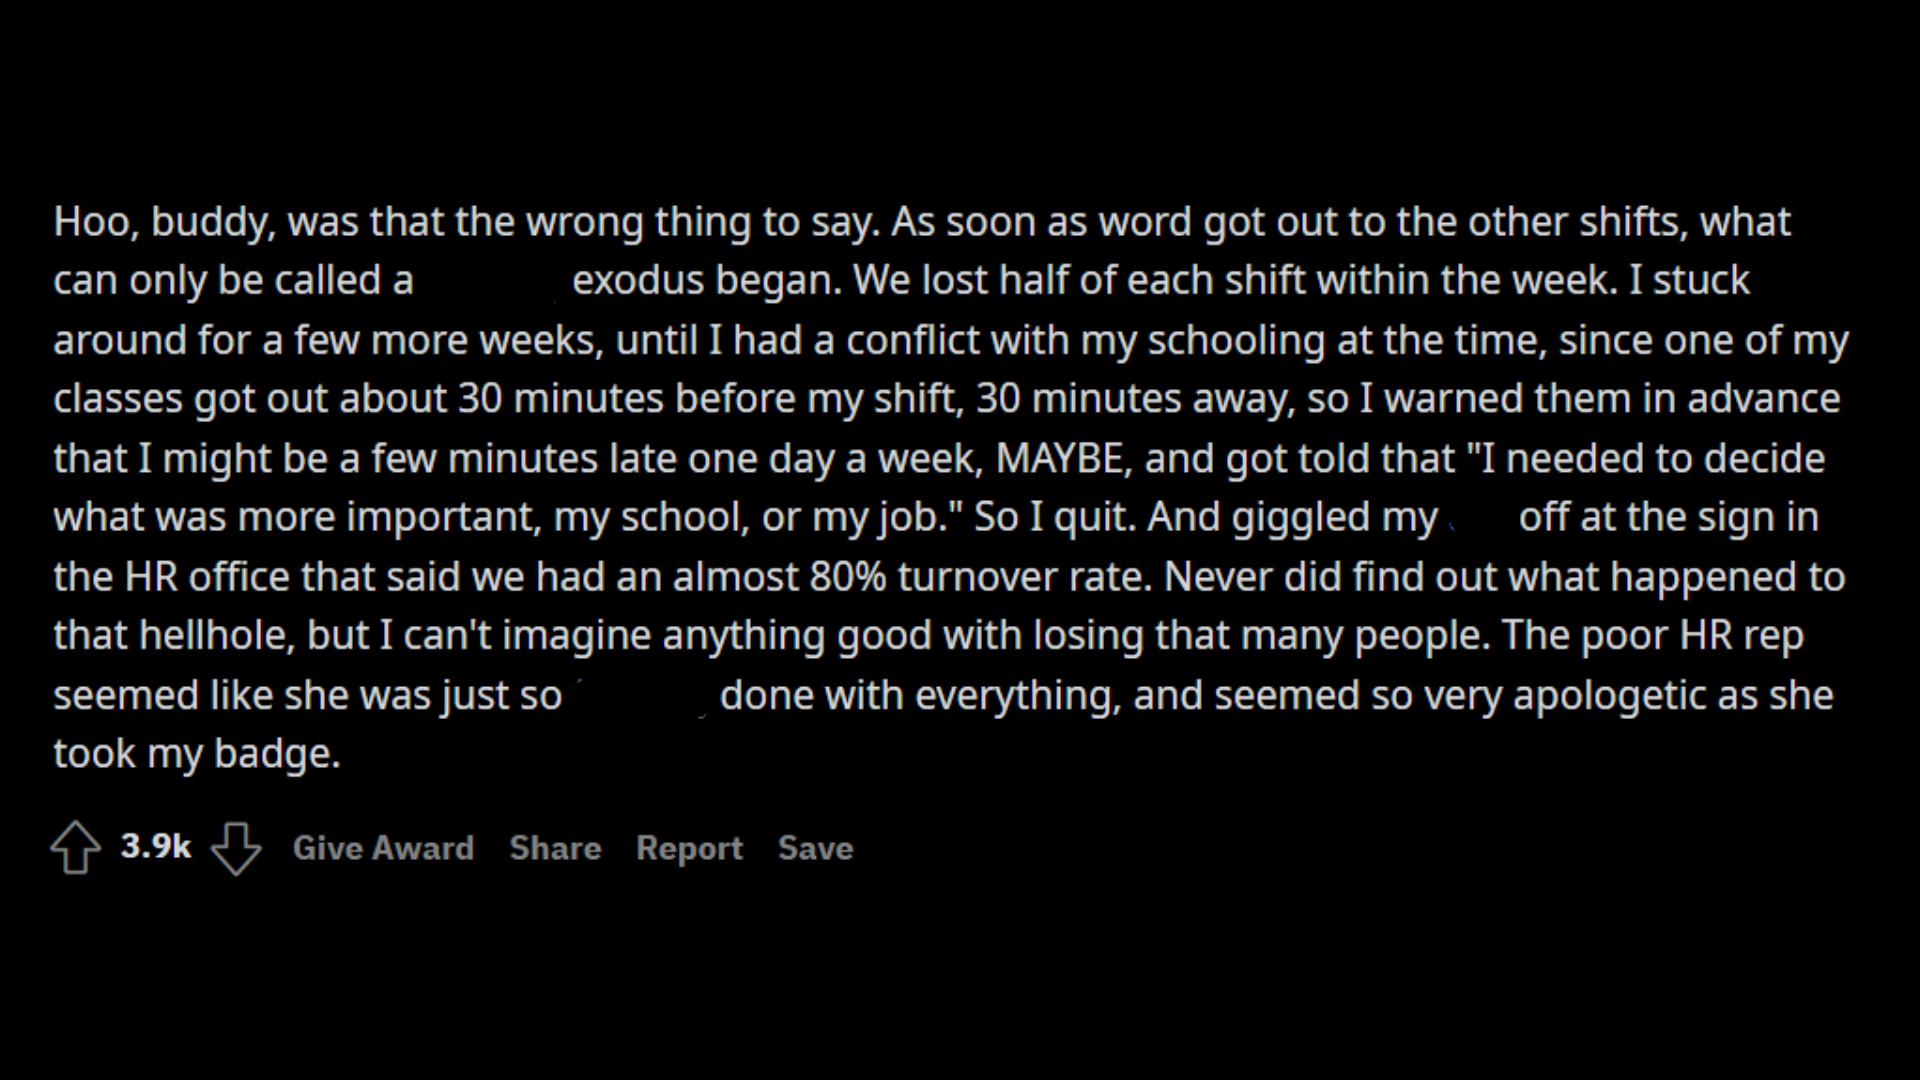 Hoo, buddy, was that the wrong thing to say. As soon as word got out to the other shifts, what
can only be called a exodus began. We lost half of each shift within the week. I stuck
around for a few more weeks, until I had a conflict with my schooling at the time, since one of my
classes got out about 30 minutes before my shift, 30 minutes away, so I warned them in advance
that I might be a few minutes late one day a week, MAYBE, and got told that "I needed to decide
what was more important, my school, or my job." So I quit. And giggled my off at the sign in
the HR office that said we had an almost 80% turnover rate. Never did find out what happened to
that hellhole, but I can't imagine anything good with losing that many people. The poor HR rep
seemed like she was just so done with everything, and seemed so very apologetic as she
took my badge.
3.9k Give Award Share Report Save